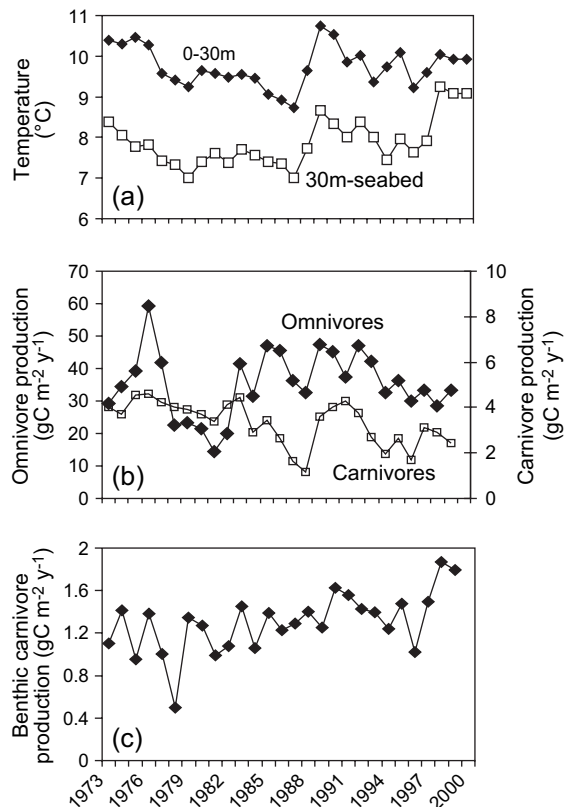 11
10
9
8
7
6
Temperature
(°C)
0-30m
30m-seabed
(a)
70
60
50
40
30
20
10
0
Omnivore production
(gC m-2 y-1)
Omnivores
Carnivores
(b)
10
8
6
4
2
0
Carnivore production
(gC m-2 y-1)
2
1.6
1.2
0.8
0.4
0
Benthic carnivore
production (gC m-2 y-1)
(c)
1973
1976
1979
1982
1985
1988
1991
1994
1997
2000